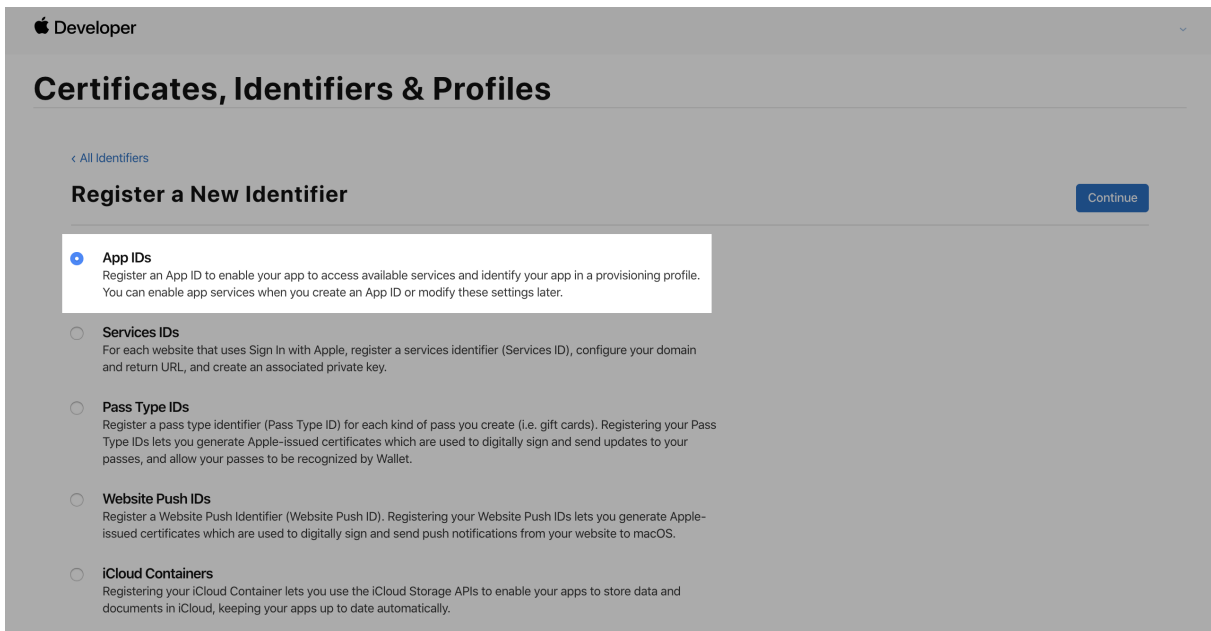 Developer
Certificates, Identifiers & Profiles
‹ All Identifiers
Register a New Identifier
Continue
App IDs
Register an App ID to enable your app to access available services and identify your app in a provisioning profile.
You can enable app services when you create an App ID or modify these settings later.
Services IDs
For each website that uses Sign In with Apple, register a services identifier (Services ID), configure your domain
and return URL, and create an associated private key.
Pass Type IDs
Register a pass type identifier (Pass Type ID) for each kind of pass you create (i.e. gift cards). Registering your Pass
Type IDs lets you generate Apple-issued certificates which are used to digitally sign and send updates to your
passes, and allow your passes to be recognized by Wallet.
Website Push IDs
Register a Website Push Identifier (Website Push ID). Registering your Website Push IDs lets you generate Apple-
issued certificates which are used to digitally sign and send push notifications from your website to macOS.
iCloud Containers
Registering your iCloud Container lets you use the iCloud Storage APIs to enable your apps to store data and
documents in iCloud, keeping your apps up to date automatically.